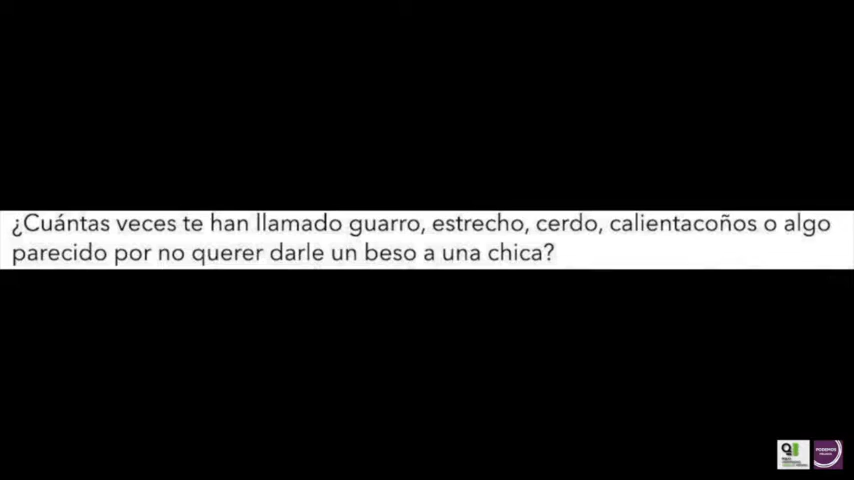 ¿Cuántas veces te han llamado guarro, estrecho, cerdo, calientacoños o algo
parecido por no querer darle un beso a una chica?
PODEMOS